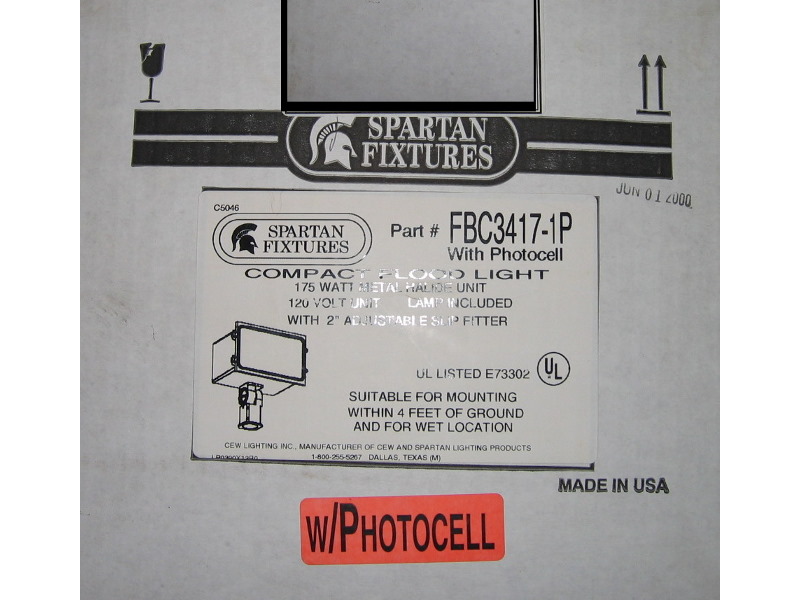 SPARTAN
FIXTURES
JUN 01 2000
C5046
SPARTAN
FIXTURES
Part # FBC3417-1P
With Photocell
COMPACT FLOOD LIGHT
175 WATT METAL HALIDE UNIT
120 VOLT UNIT LAMP INCLUDED
WITH 2" ADJUSTABLE SLIP FITTER
UL LISTED E73302 UL
SUITABLE FOR MOUNTING
WITHIN 4 FEET OF GROUND
AND FOR WET LOCATION
CEW LIGHTING INC., MANUFACTURER OF CEW AND SPARTAN LIGHTING PRODUCTS
1-800-255-5267 DALLAS, TEXAS (M)
MADE IN USA
W/PHOTOCELL